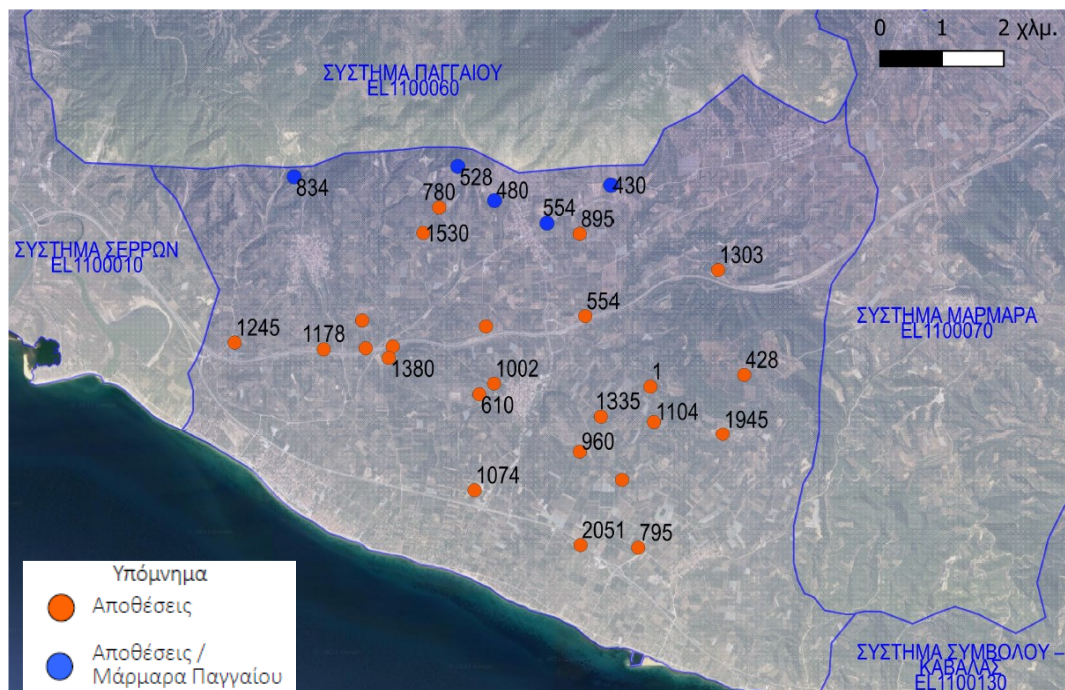 0 1 2 χλμ.
ΣΥΣΤΗΜΑ ΠΑΓΓΑΙΟΥ
EL1100060
834
528
480
430
780
554
895
1530
ΣΥΣΤΗΜΑ ΣΕΡΡΩΝ
EL1100010
1303
ΣΥΣΤΗΜΑ ΜΑΡΜΑΡΑ
EL1100070
554
1245
1178
1380
428
1002
1
610
1335
1104
1945
960
1074
2051
795
Υπόμνημα
Αποθέσεις
Αποθέσεις /
Μάρμαρα Παγγαίου
ΣΥΣΤΗΜΑ ΣΥΜΒΟΛΟΥ –
ΚΑΒΑΛΑΣ
EL1100130